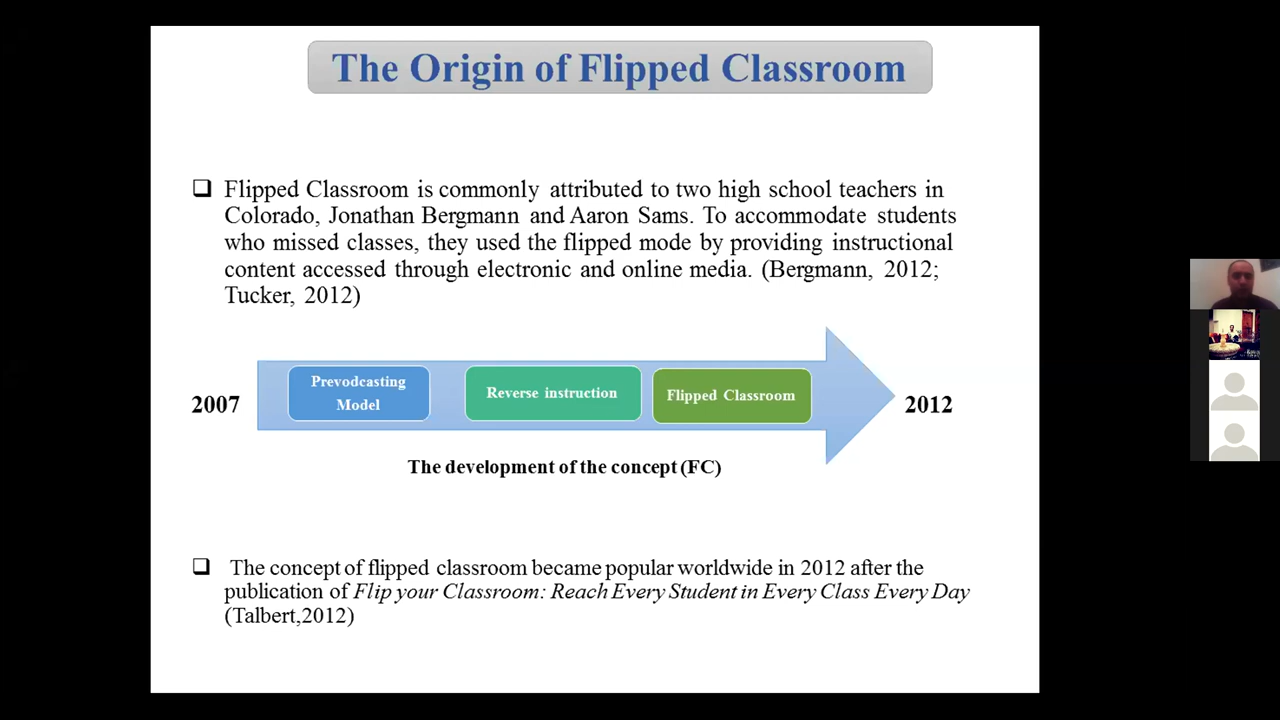 The Origin of Flipped Classroom
❑ Flipped Classroom is commonly attributed to two high school teachers in
Colorado, Jonathan Bergmann and Aaron Sams. To accommodate students
who missed classes, they used the flipped mode by providing instructional
content accessed through electronic and online media. (Bergmann, 2012;
Tucker, 2012)
2007
Prevodcasting
Model
Reverse instruction
Flipped Classroom
2012
The development of the concept (FC)
❑ The concept of flipped classroom became popular worldwide in 2012 after the
publication of Flip your Classroom: Reach Every Student in Every Class Every Day
(Talbert,2012)